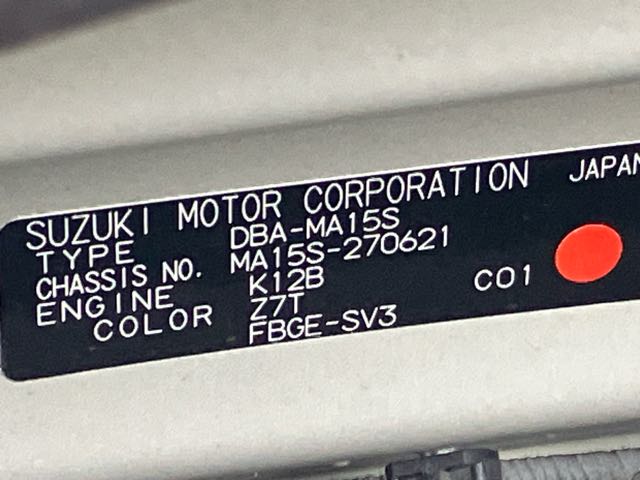 SUZUKI MOTOR CORPORATION JAPAN
TYPE DBA-MA15S
CHASSIS NO. MA15S-270621
ENGINE K12B
COLOR Z7T C01
FBGE-SV3